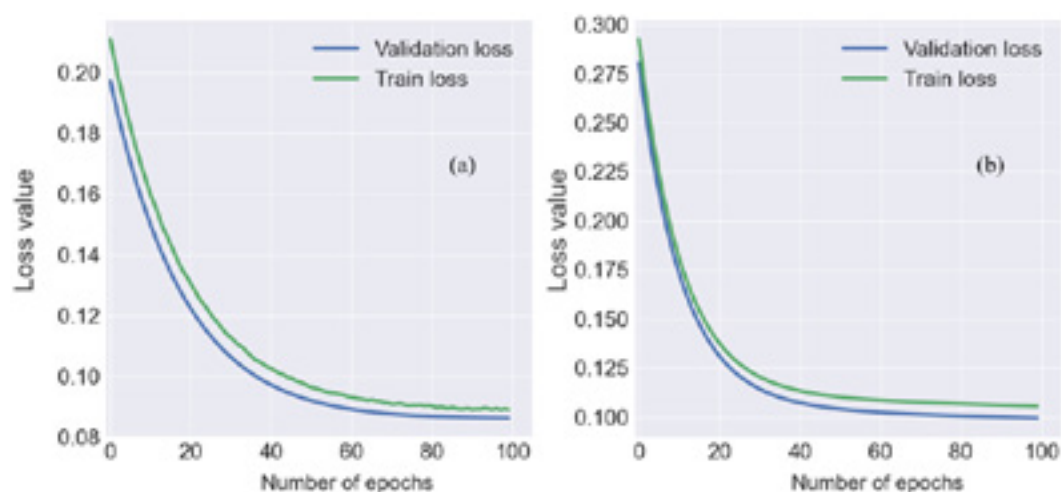 Validation loss
Train loss
(a)
Loss value
0.20
0.18
0.16
0.14
0.12
0.10
0.08
0 20 40 60 80 100
Number of epochs
Validation loss
Train loss
(b)
Loss value
0.300
0.275
0.250
0.225
0.200
0.175
0.150
0.125
0.100
0 20 40 60 80 100
Number of epochs